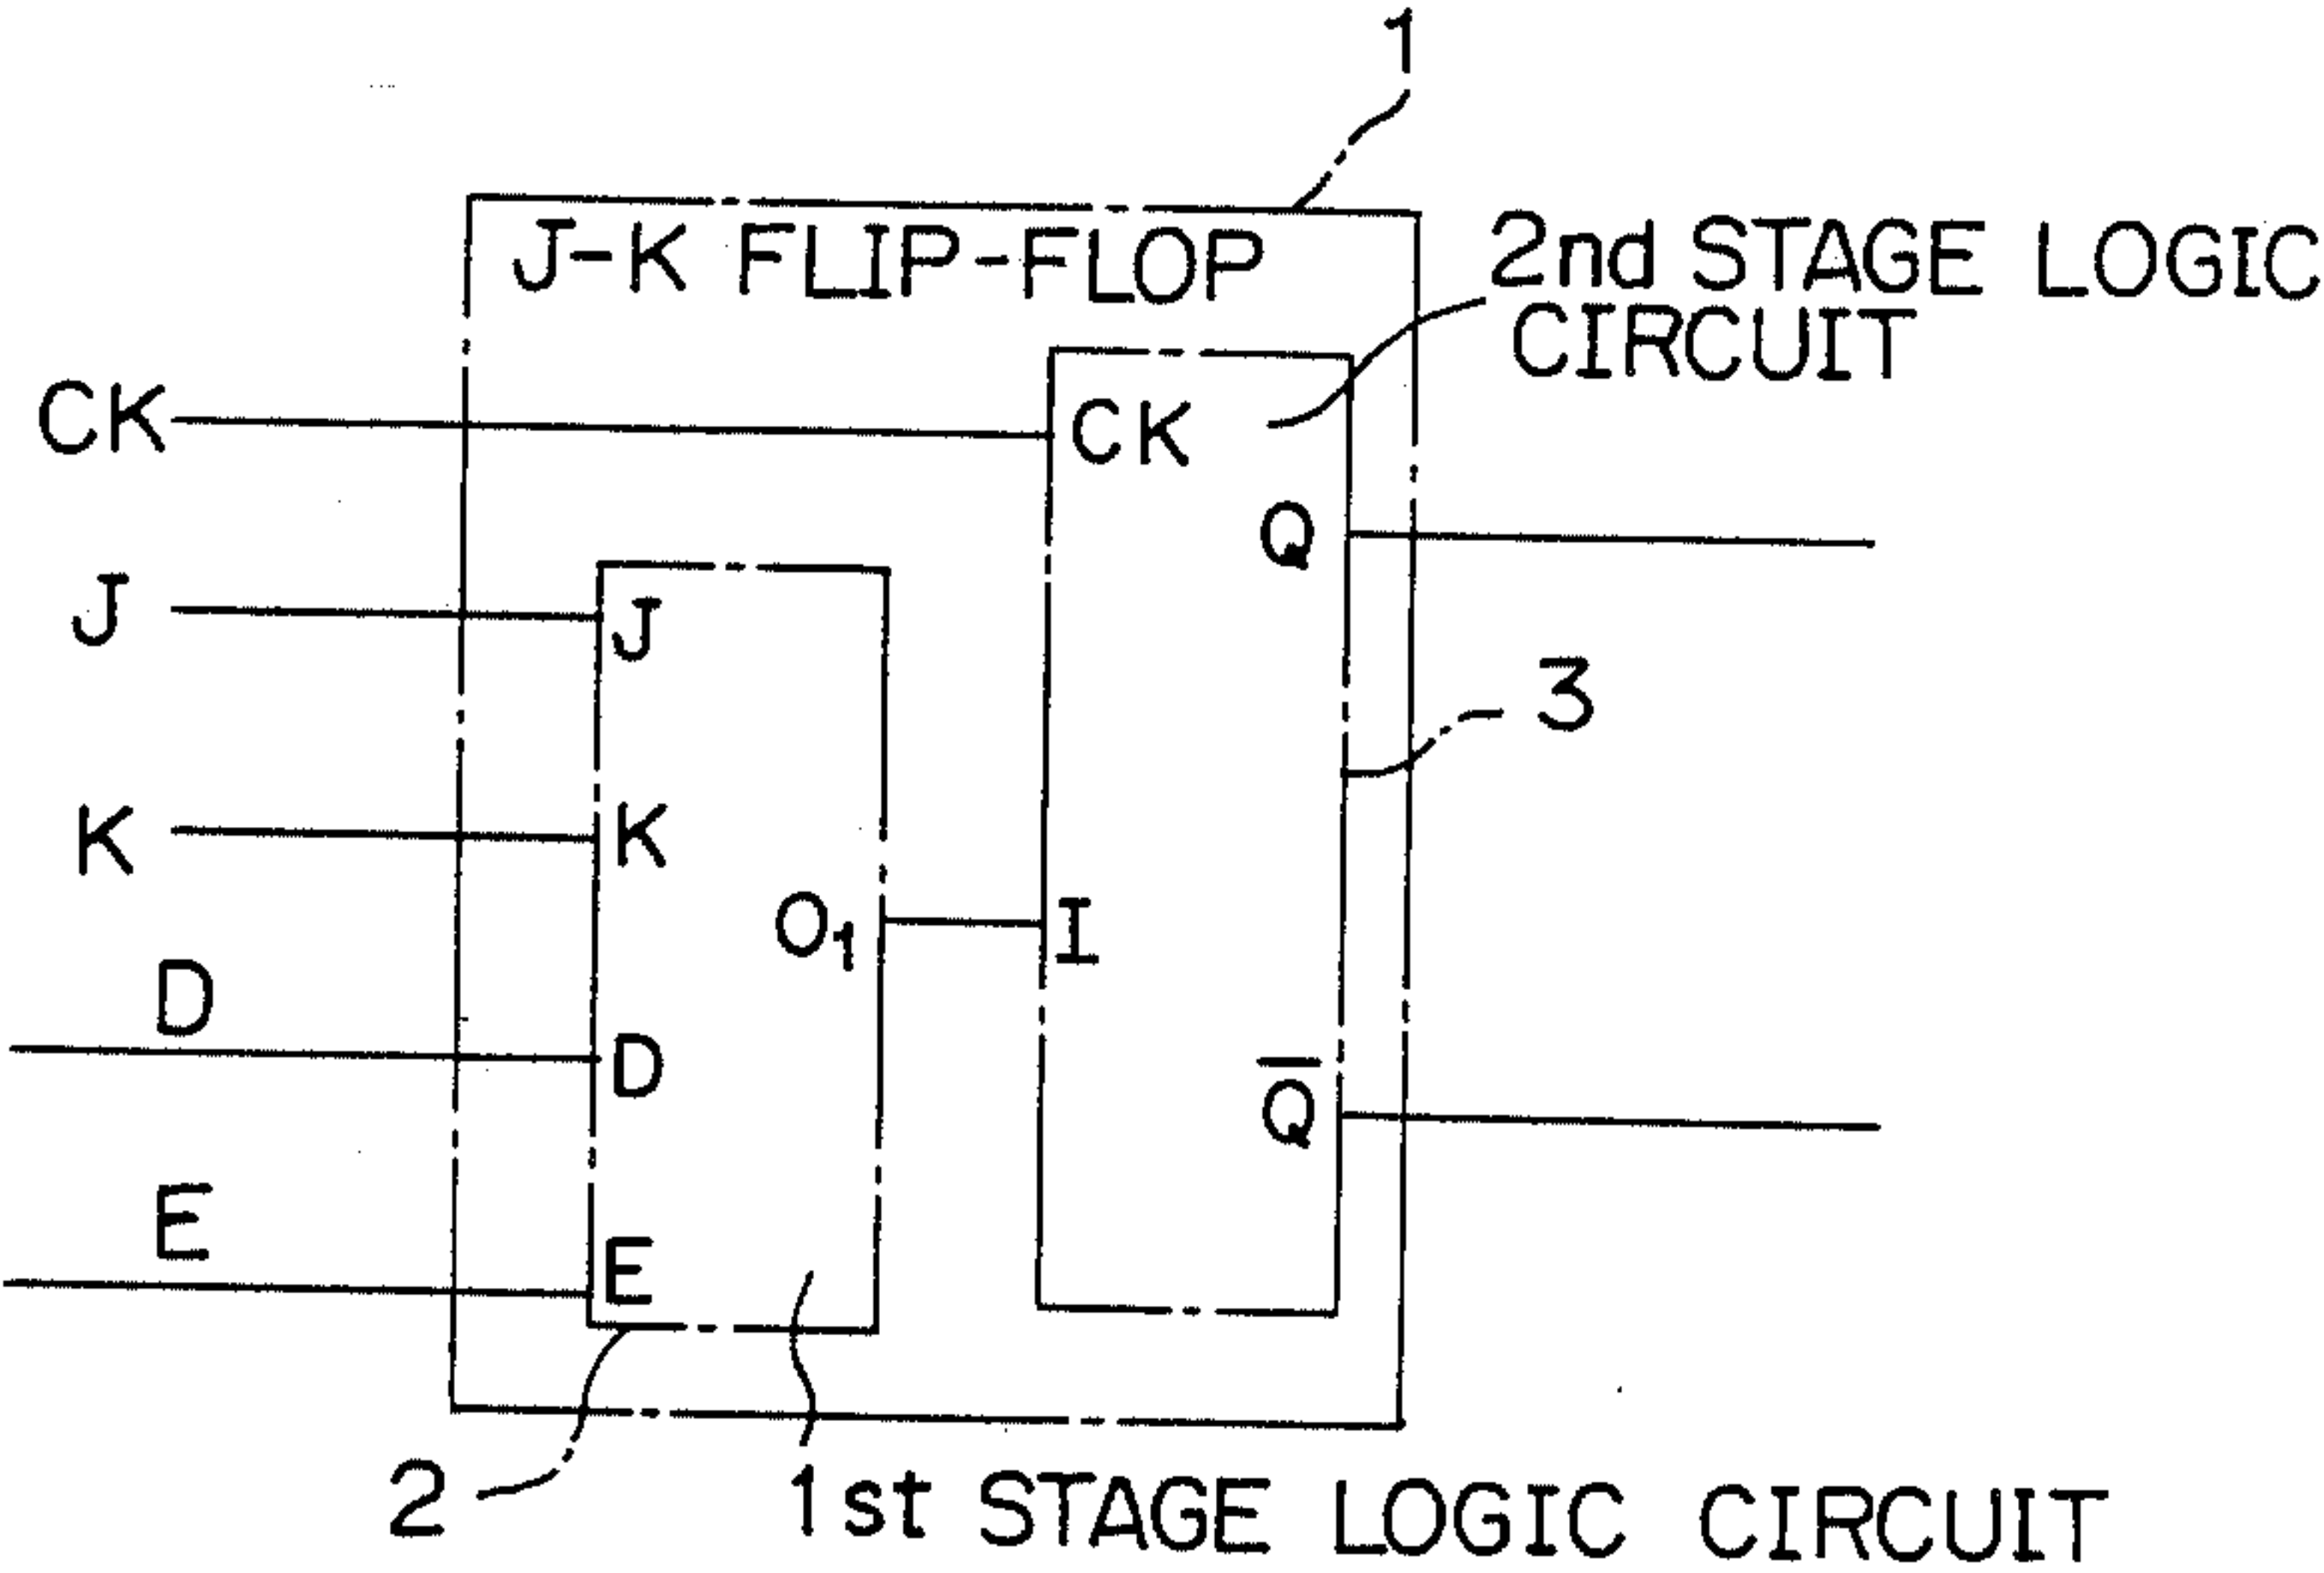 1
J-K FLIP-FLOP
2nd STAGE LOGIC
CIRCUIT
CK
CK
Q
J
J
3
K
K
O1
I
D
D
Q̅
E
E
2
1st STAGE LOGIC CIRCUIT